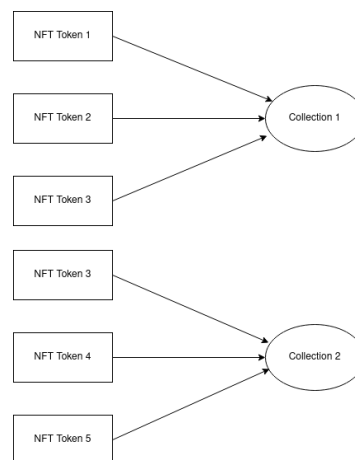 NFT Token 1
NFT Token 2
Collection 1
NFT Token 3
NFT Token 3
NFT Token 4
Collection 2
NFT Token 5